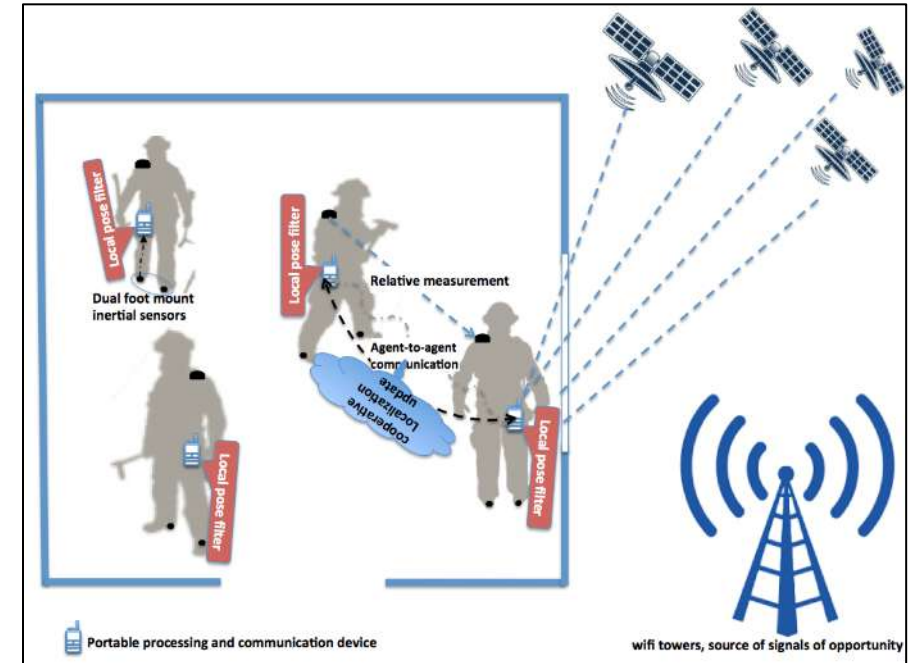 Local pose filter
Dual foot mount
inertial sensors
Local pose filter
Relative measurement
Agent-to-agent
communication
cooperative
Localization
update
Local pose filter
Local pose filter
Portable processing and communication device
wifi towers, source of signals of opportunity